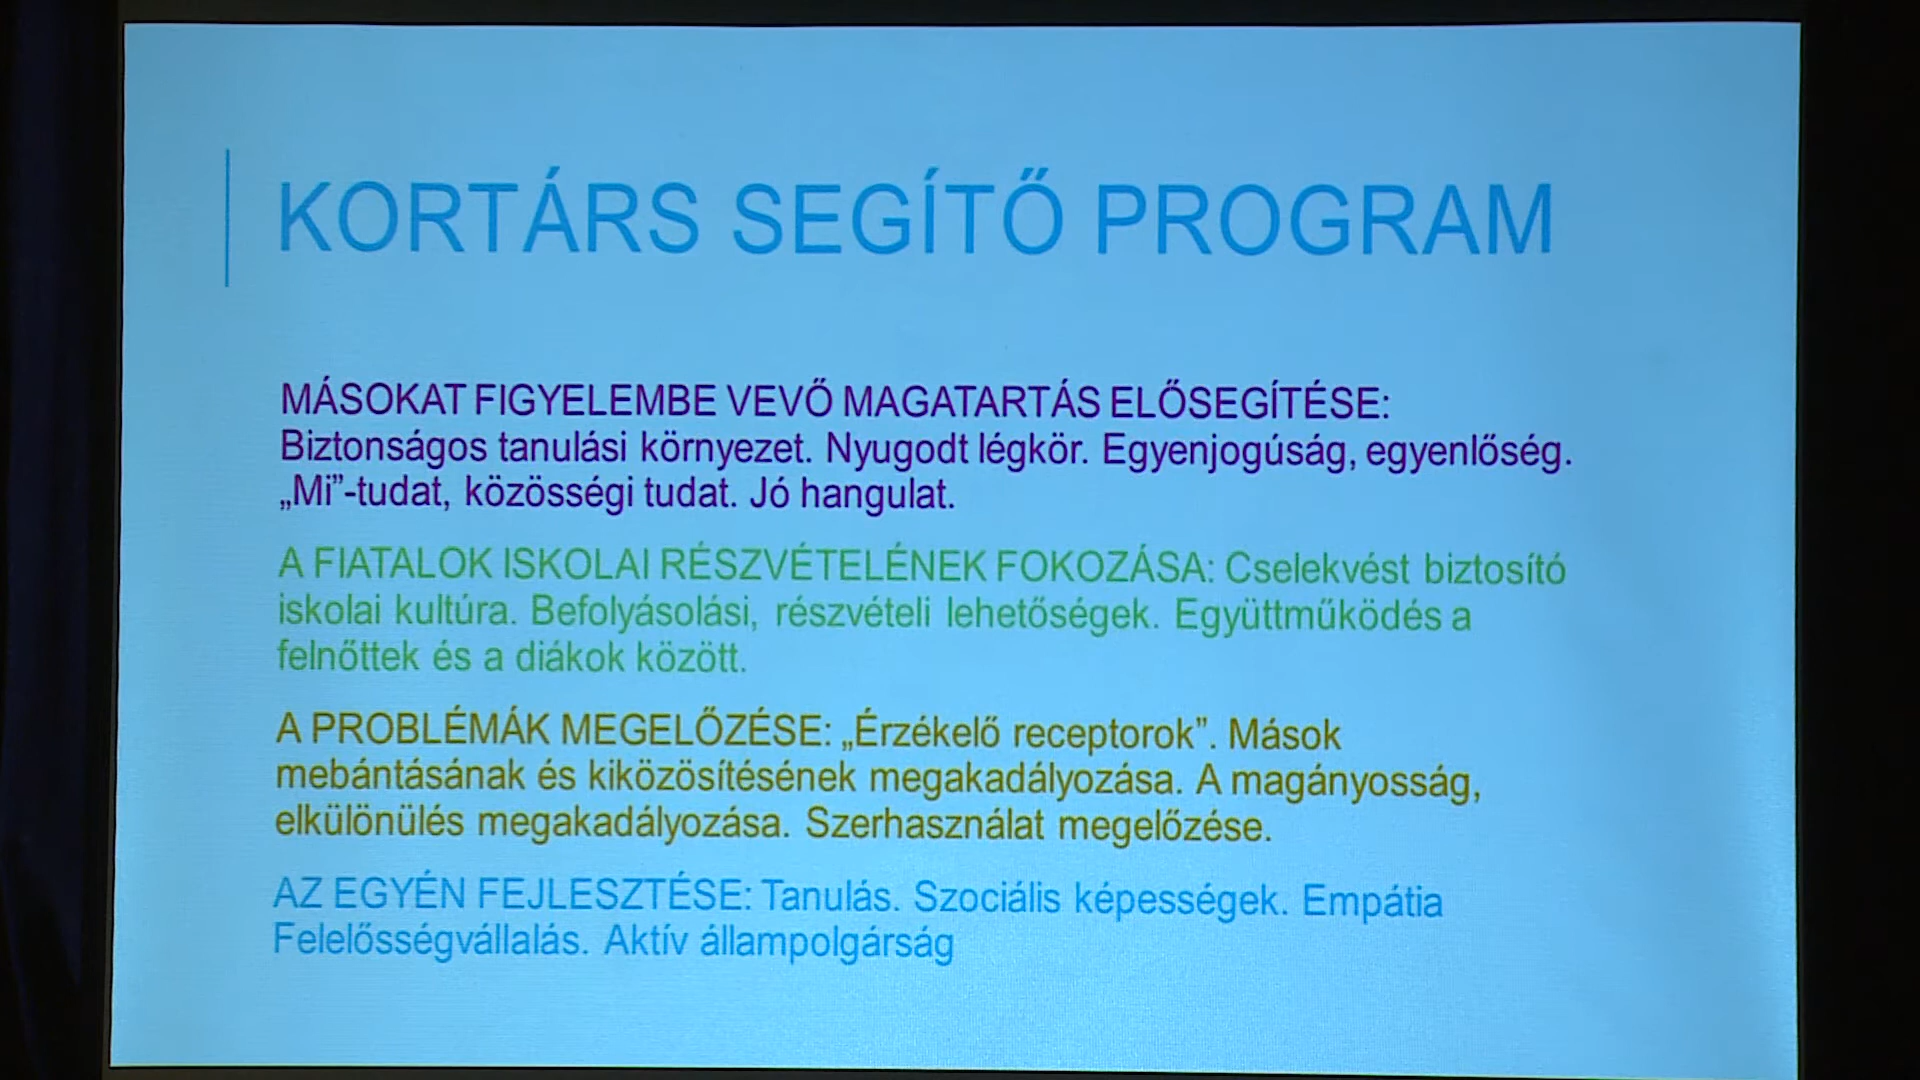 KORTÁRS SEGÍTŐ PROGRAM
MÁSOKAT FIGYELEMBE VEVŐ MAGATARTÁS ELŐSEGÍTÉSE:
Biztonságos tanulási környezet. Nyugodt légkör. Egyenjogúság, egyenlőség.
„Mi”-tudat, közösségi tudat. Jó hangulat.
A FIATALOK ISKOLAI RÉSZVÉTELÉNEK FOKOZÁSA: Cselekvést biztosító
iskolai kultúra. Befolyásolási, részvételi lehetőségek. Együttműködés a
felnőttek és a diákok között.
A PROBLÉMÁK MEGELŐZÉSE: „Érzékelő receptorok”. Mások
mebántásának és kiközösítésének megakadályozása. A magányosság,
elkülönülés megakadályozása. Szerhasználat megelőzése.
AZ EGYÉN FEJLESZTÉSE: Tanulás. Szociális képességek. Empátia
Felelősségvállalás. Aktív állampolgárság